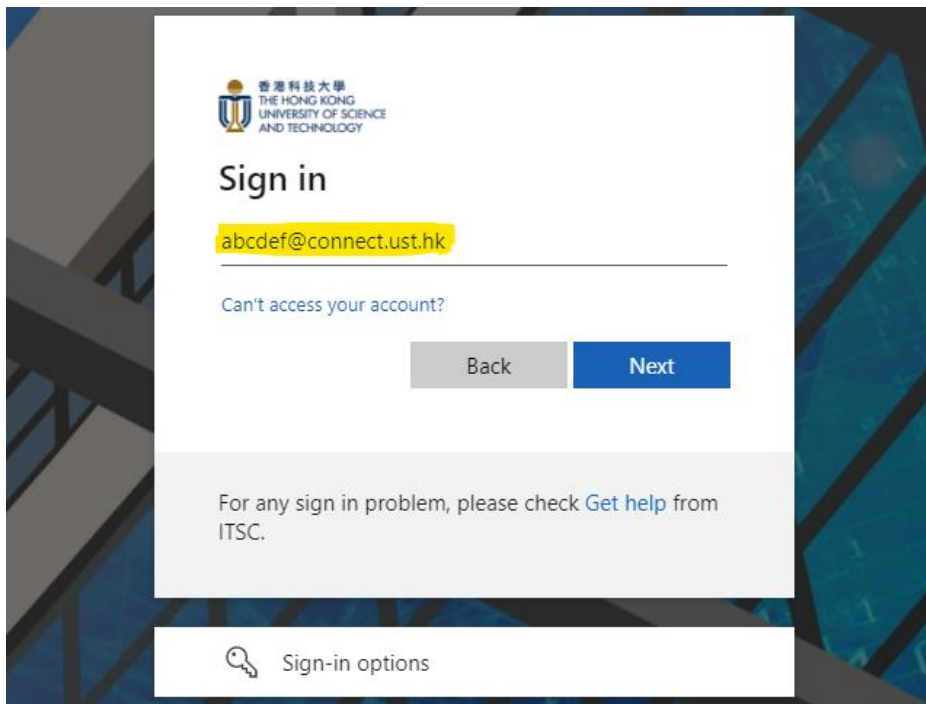 香港科技大學
THE HONG KONG
UNIVERSITY OF SCIENCE
AND TECHNOLOGY
Sign in
abcdef@connect.ust.hk
Can't access your account?
Back Next
For any sign in problem, please check Get help from
ITSC.
Sign-in options